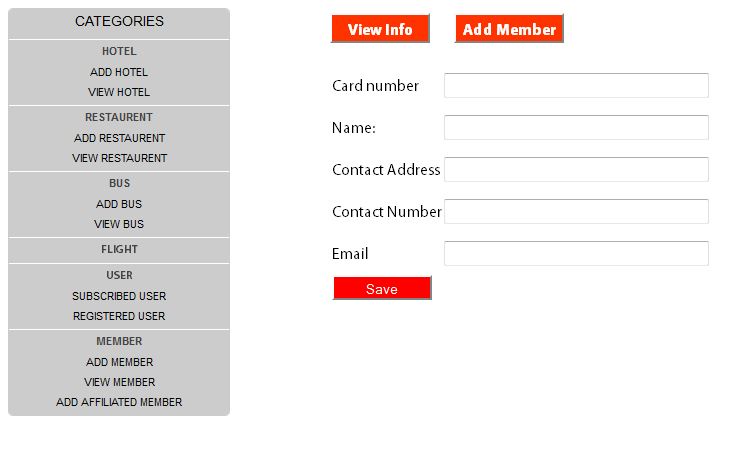 CATEGORIES
HOTEL
ADD HOTEL
VIEW HOTEL
RESTAURENT
ADD RESTAURENT
VIEW RESTAURENT
BUS
ADD BUS
VIEW BUS
FLIGHT
USER
SUBSCRIBED USER
REGISTERED USER
MEMBER
ADD MEMBER
VIEW MEMBER
ADD AFFILIATED MEMBER
View Info Add Member
Card number
Name:
Contact Address
Contact Number
Email
Save